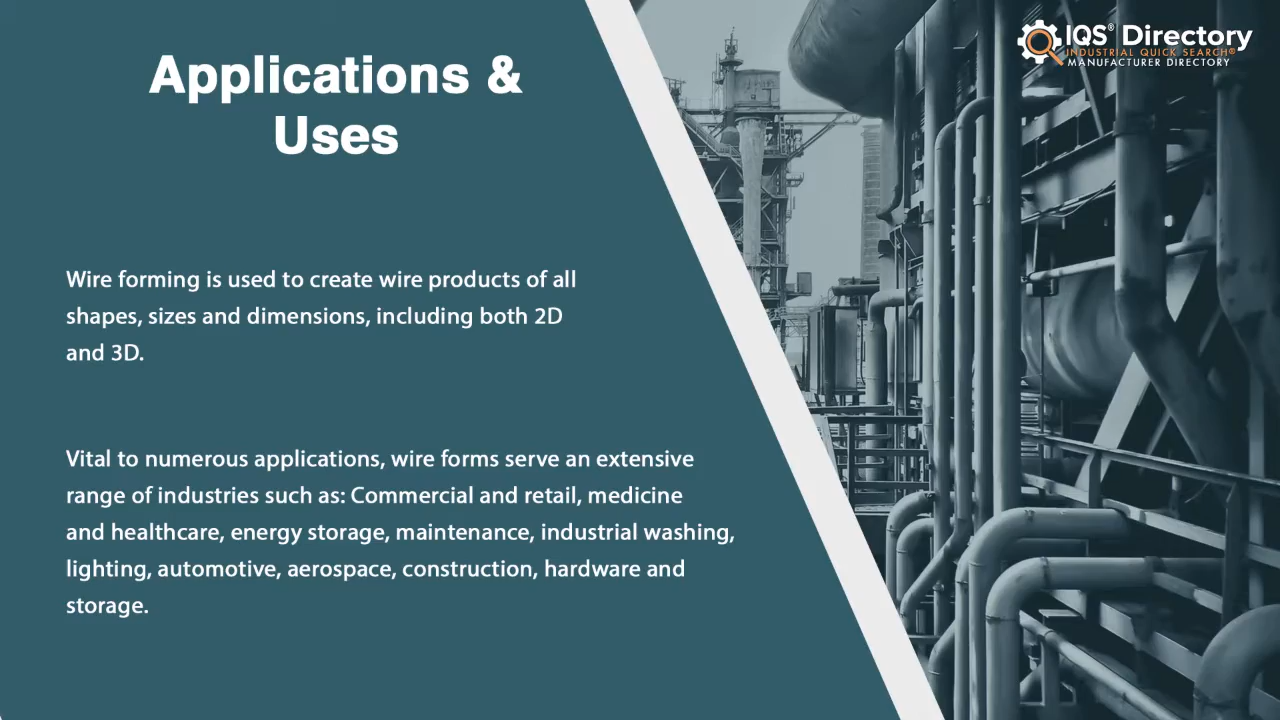 Applications &
Uses
IQS® Directory
INDUSTRIAL QUICK SEARCH®
MANUFACTURER DIRECTORY
Wire forming is used to create wire products of all
shapes, sizes and dimensions, including both 2D
and 3D.
Vital to numerous applications, wire forms serve an extensive
range of industries such as: Commercial and retail, medicine
and healthcare, energy storage, maintenance, industrial washing,
lighting, automotive, aerospace, construction, hardware and
storage.